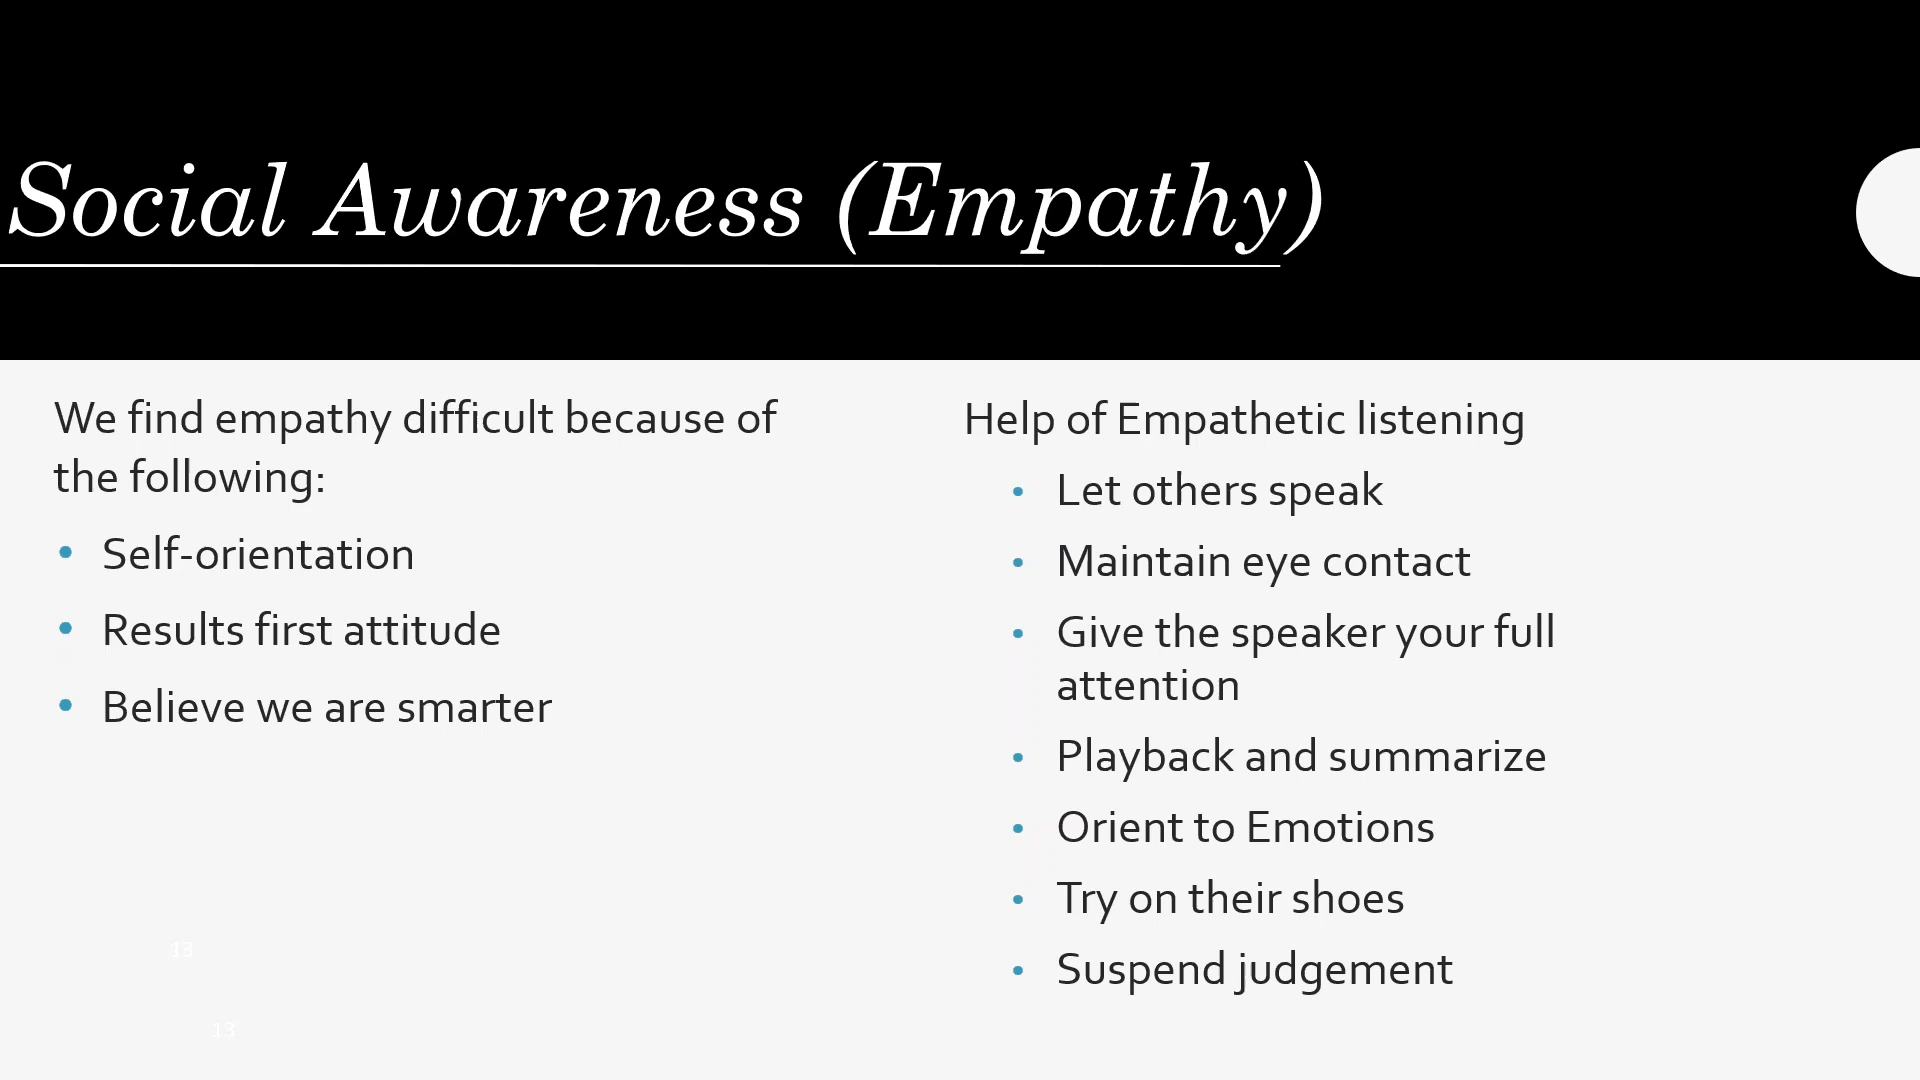 Social Awareness (Empathy)
We find empathy difficult because of
the following:
• Self-orientation
• Results first attitude
• Believe we are smarter
Help of Empathetic listening
• Let others speak
• Maintain eye contact
• Give the speaker your full
attention
• Playback and summarize
• Orient to Emotions
• Try on their shoes
• Suspend judgement
13
13